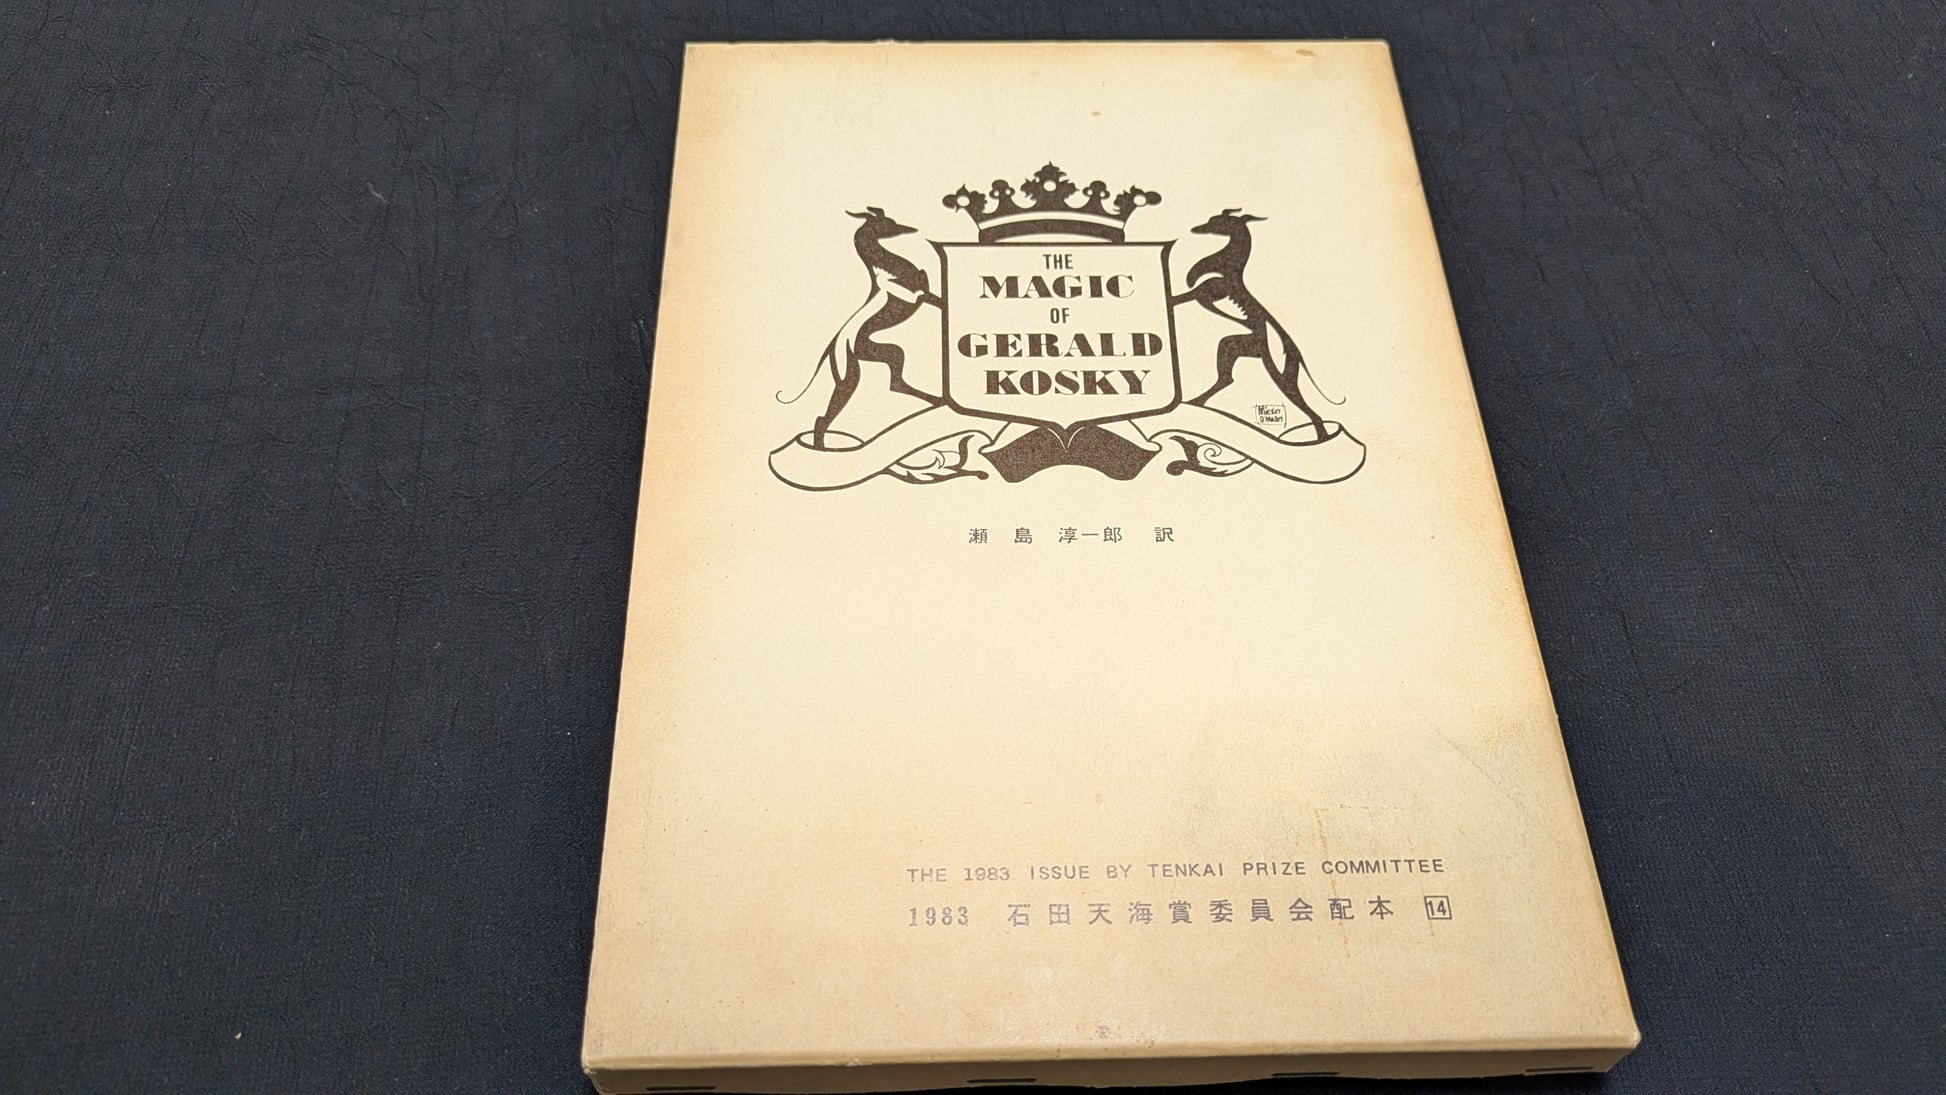 THE
MAGIC
OF
GERALD
KOSKY
瀬 島 淳一郎 訳
THE 1983 ISSUE BY TENKAI PRIZE COMMITTEE
1983 石田天海賞委員会配本 14